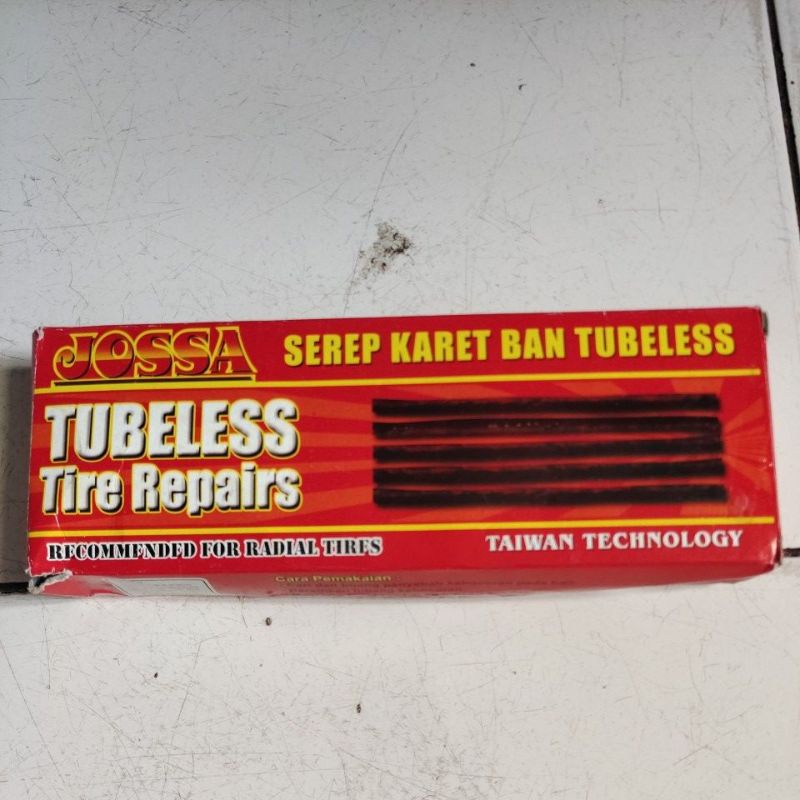 JOSSA
SEREP KARET BAN TUBELESS
TUBELESS
Tire Repairs
RECOMMENDED FOR RADIAL TIRES
TAIWAN TECHNOLOGY
Cara Pemakaian :